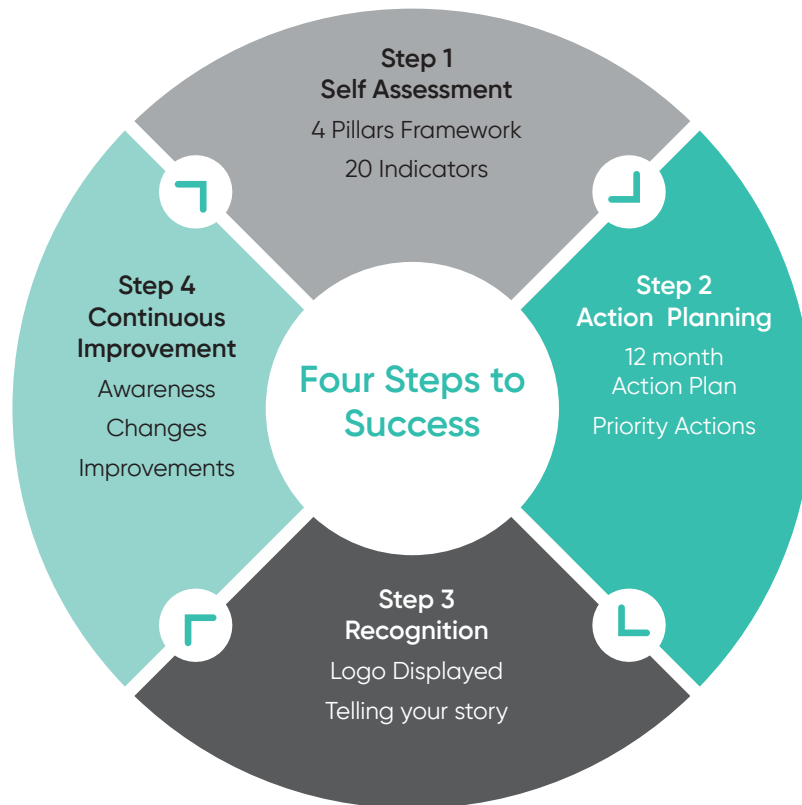 Step 1
Self Assessment
4 Pillars Framework
20 Indicators
Step 2
Action Planning
12 month
Action Plan
Priority Actions
Step 3
Recognition
Logo Displayed
Telling your story
Step 4
Continuous
Improvement
Awareness
Changes
Improvements
Four Steps to
Success